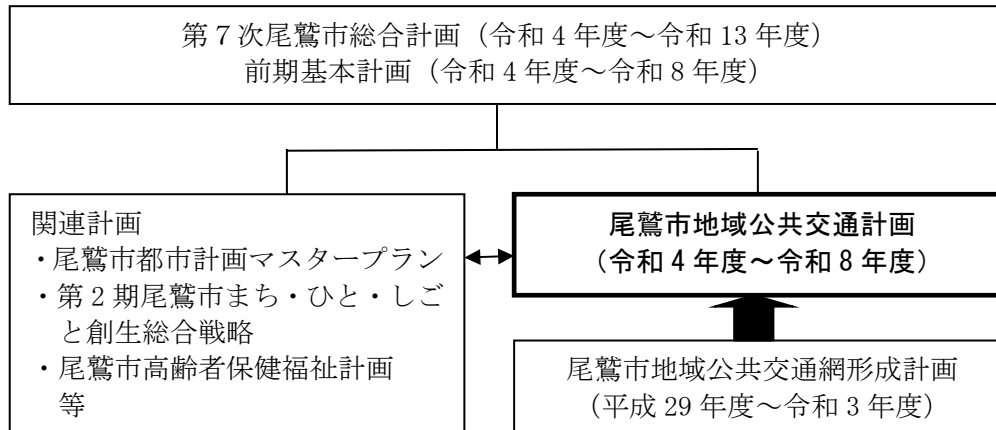 第７次尾鷲市総合計画（令和４年度～令和 13 年度）
前期基本計画（令和４年度～令和８年度）
関連計画
・尾鷲市都市計画マスタープラン
・第２期尾鷲市まち・ひと・しご
と創生総合戦略
・尾鷲市高齢者保健福祉計画
等
尾鷲市地域公共交通計画
（令和４年度～令和８年度）
尾鷲市地域公共交通網形成計画
（平成 29 年度～令和３年度）